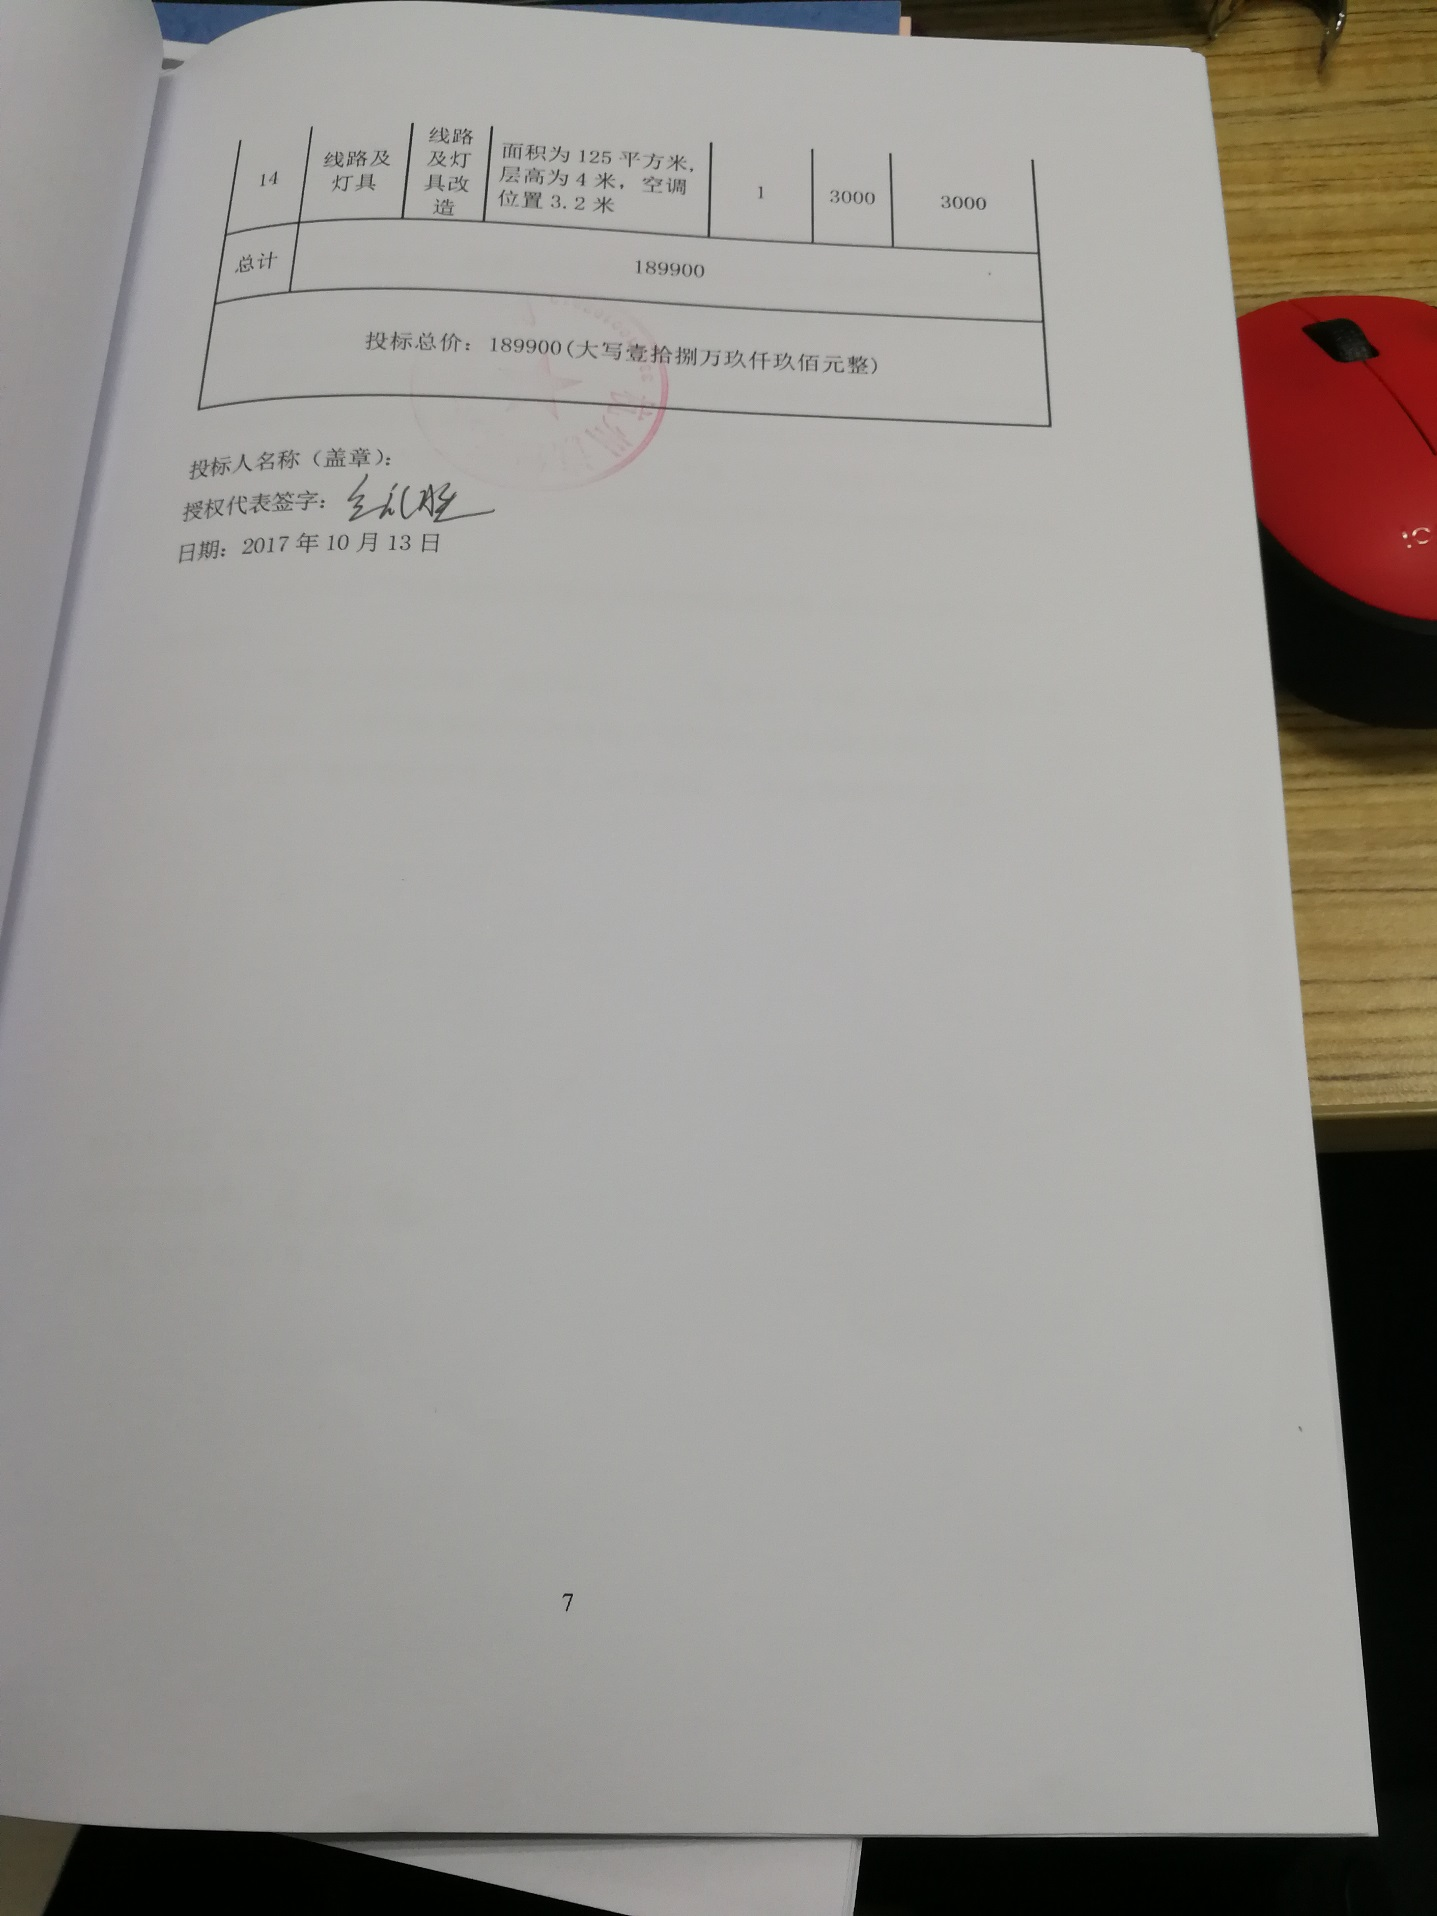 14
线路及
灯具
线路
及灯
具改
造
面积为 125 平方米,
层高为 4 米，空调
位置 3.2 米
1
3000
3000
总计
189900
投标总价：189900(大写壹拾捌万玖仟玖佰元整)
投标人名称（盖章）：
授权代表签字：
日期：2017 年 10 月 13 日
7